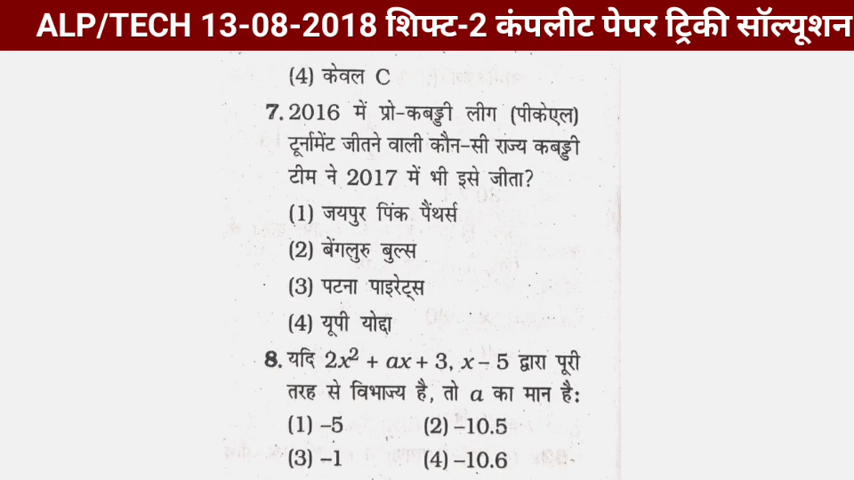 ALP/TECH 13-08-2018 शिफ्ट-2 कंपलीट पेपर ट्रिकी सॉल्यूशन
(4) केवल C
7. 2016 में प्रो-कबड्डी लीग (पीकेएल)
टूर्नामेंट जीतने वाली कौन-सी राज्य कबड्डी
टीम ने 2017 में भी इसे जीता?
(1) जयपुर पिंक पैंथर्स
(2) बेंगलुरु बुल्स
(3) पटना पाइरेट्स
(4) यूपी योद्दा
8. यदि 2x² + ax + 3, x – 5 द्वारा पूरी
तरह से विभाज्य है, तो a का मान है:
(1) –5 (2) –10.5
(3) –1 (4) –10.6